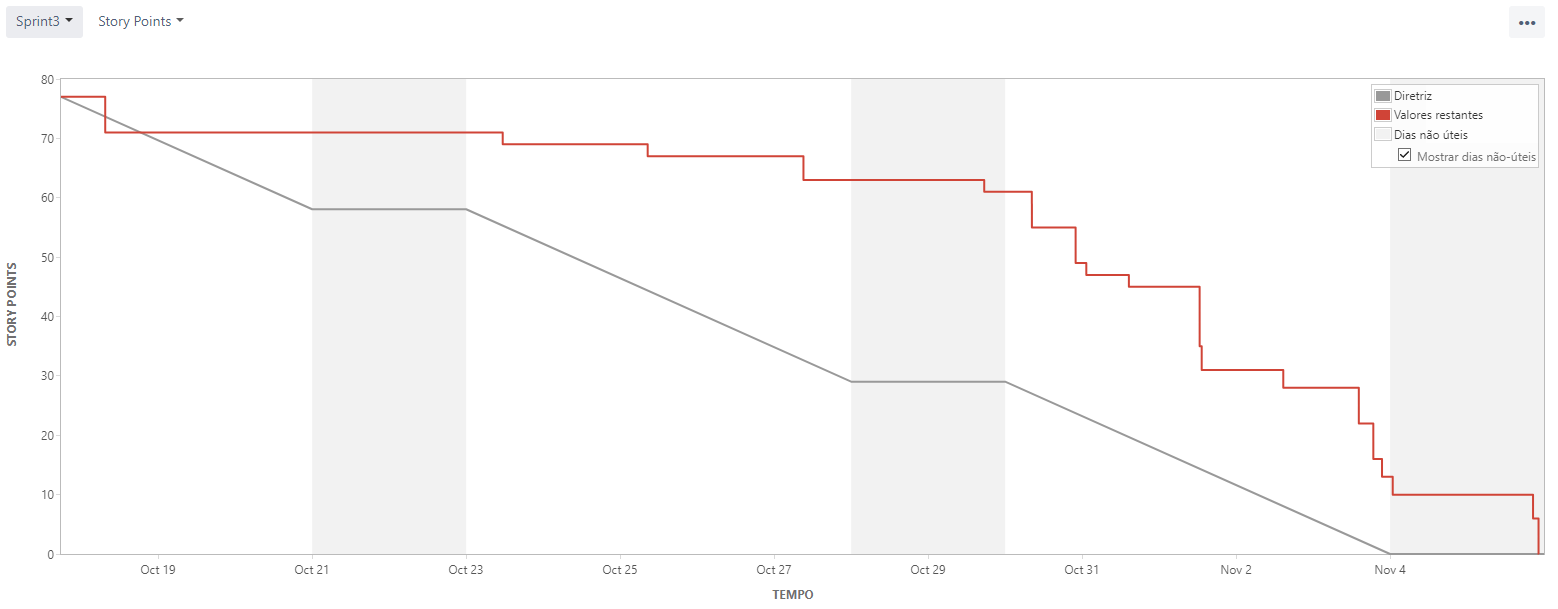 Sprint3 Story Points
•••
80
70
60
50
40
30
20
10
0
STORY POINTS
Diretriz
Valores restantes
Dias não úteis
Mostrar dias não-úteis
Oct 19 Oct 21 Oct 23 Oct 25 Oct 27 Oct 29 Oct 31 Nov 2 Nov 4
TEMPO